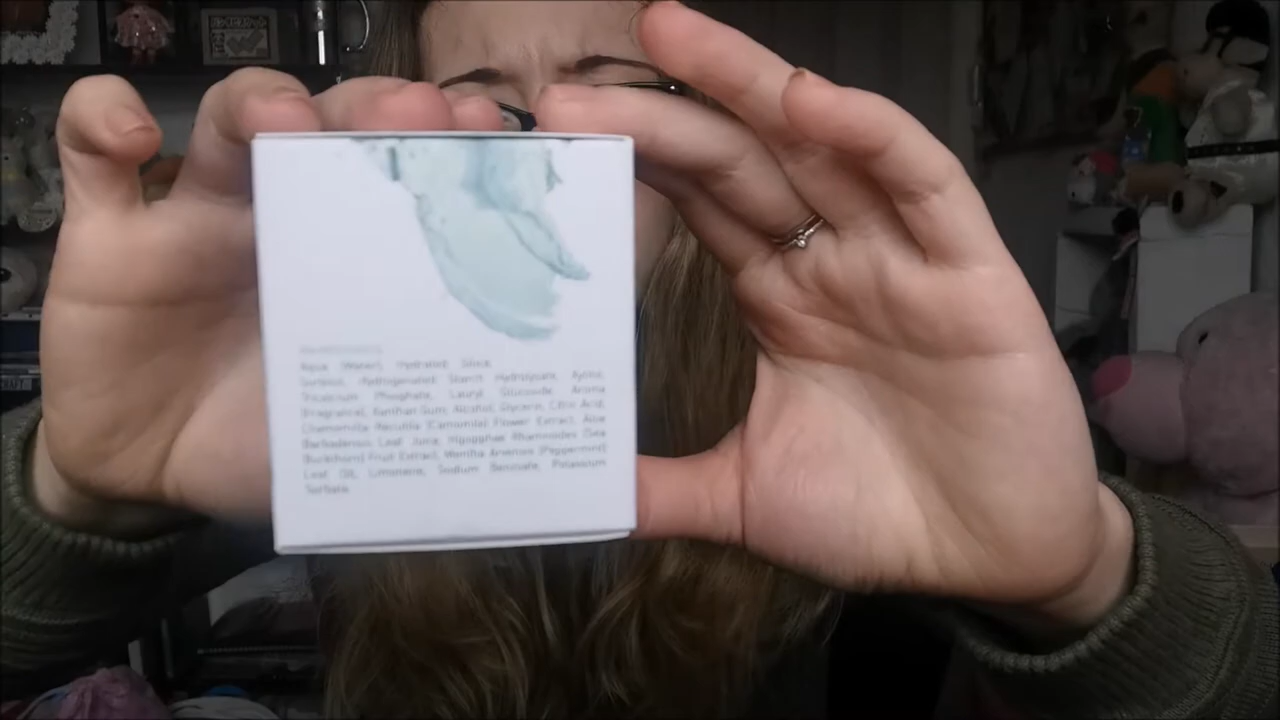 Aqua (Water), Hydrated Silica,
Sorbitol, Hydrogenated Starch Hydrolysate, Xylitol,
Tricalcium Phosphate, Lauryl Glucoside, Aroma
(Fragrance), Xanthan Gum, Alcohol, Glycerin, Citric Acid,
Chamomilla Recutita (Camomila) Flower Extract, Aloe
Barbadensis Leaf Juice, Hippophae Rhamnoides (Sea
Buckthorn) Fruit Extract, Mentha Arvensis (Peppermint)
Leaf Oil, Limonene, Sodium Benzoate, Potassium
Sorbate